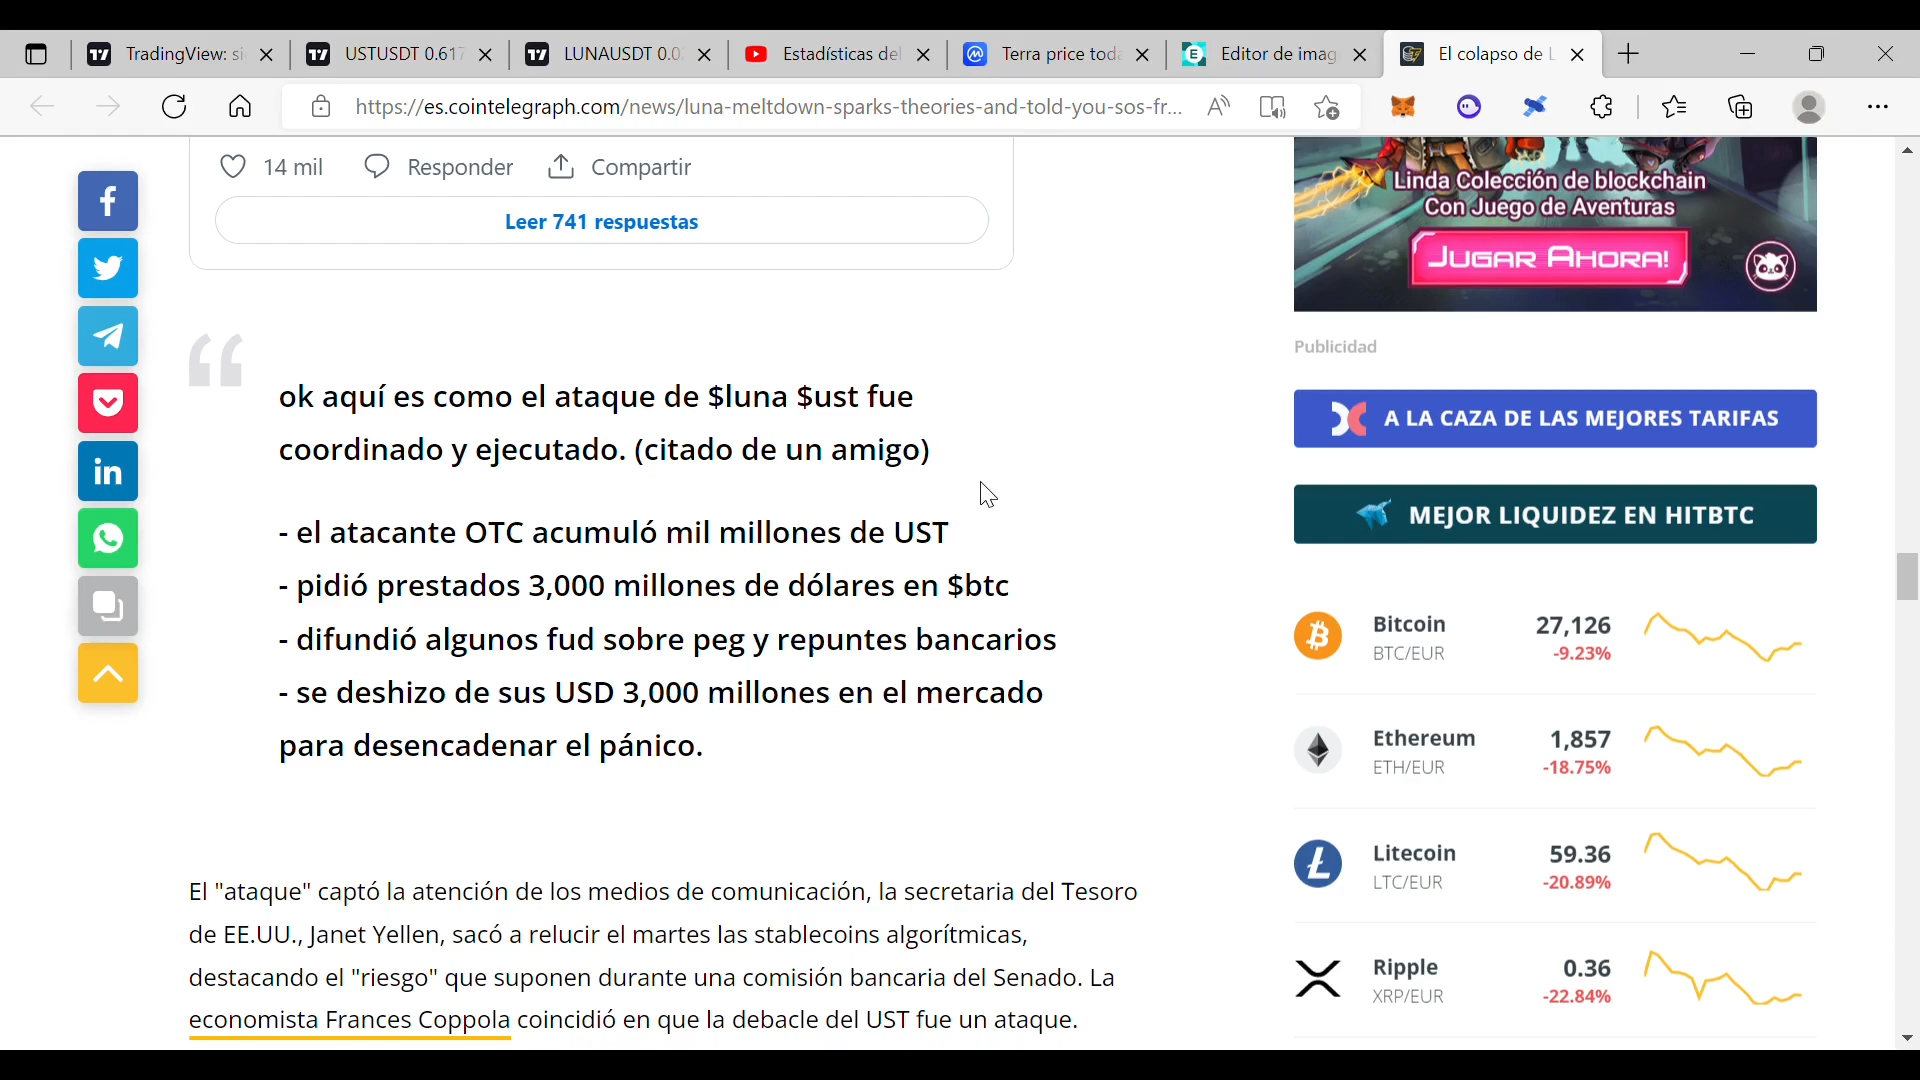 TradingView: si
USTUSDT 0.617
LUNAUSDT 0.0
Estadísticas del
Terra price toda
Editor de imag
El colapso de L
https://es.cointelegraph.com/news/luna-meltdown-sparks-theories-and-told-you-sos-fr...
14 mil Responder Compartir
Leer 741 respuestas
ok aquí es como el ataque de $luna $ust fue
coordinado y ejecutado. (citado de un amigo)
- el atacante OTC acumuló mil millones de UST
- pidió prestados 3,000 millones de dólares en $btc
- difundió algunos fud sobre peg y repuntes bancarios
- se deshizo de sus USD 3,000 millones en el mercado
para desencadenar el pánico.
El "ataque" captó la atención de los medios de comunicación, la secretaria del Tesoro
de EE.UU., Janet Yellen, sacó a relucir el martes las stablecoins algorítmicas,
destacando el "riesgo" que suponen durante una comisión bancaria del Senado. La
economista Frances Coppola coincidió en que la debacle del UST fue un ataque.
Linda Colección de blockchain
Con Juego de Aventuras
JUGAR AHORA!
Publicidad
A LA CAZA DE LAS MEJORES TARIFAS
MEJOR LIQUIDEZ EN HITBTC
Bitcoin 27,126
BTC/EUR -9.23%
Ethereum 1,857
ETH/EUR -18.75%
Litecoin 59.36
LTC/EUR -20.89%
Ripple 0.36
XRP/EUR -22.84%